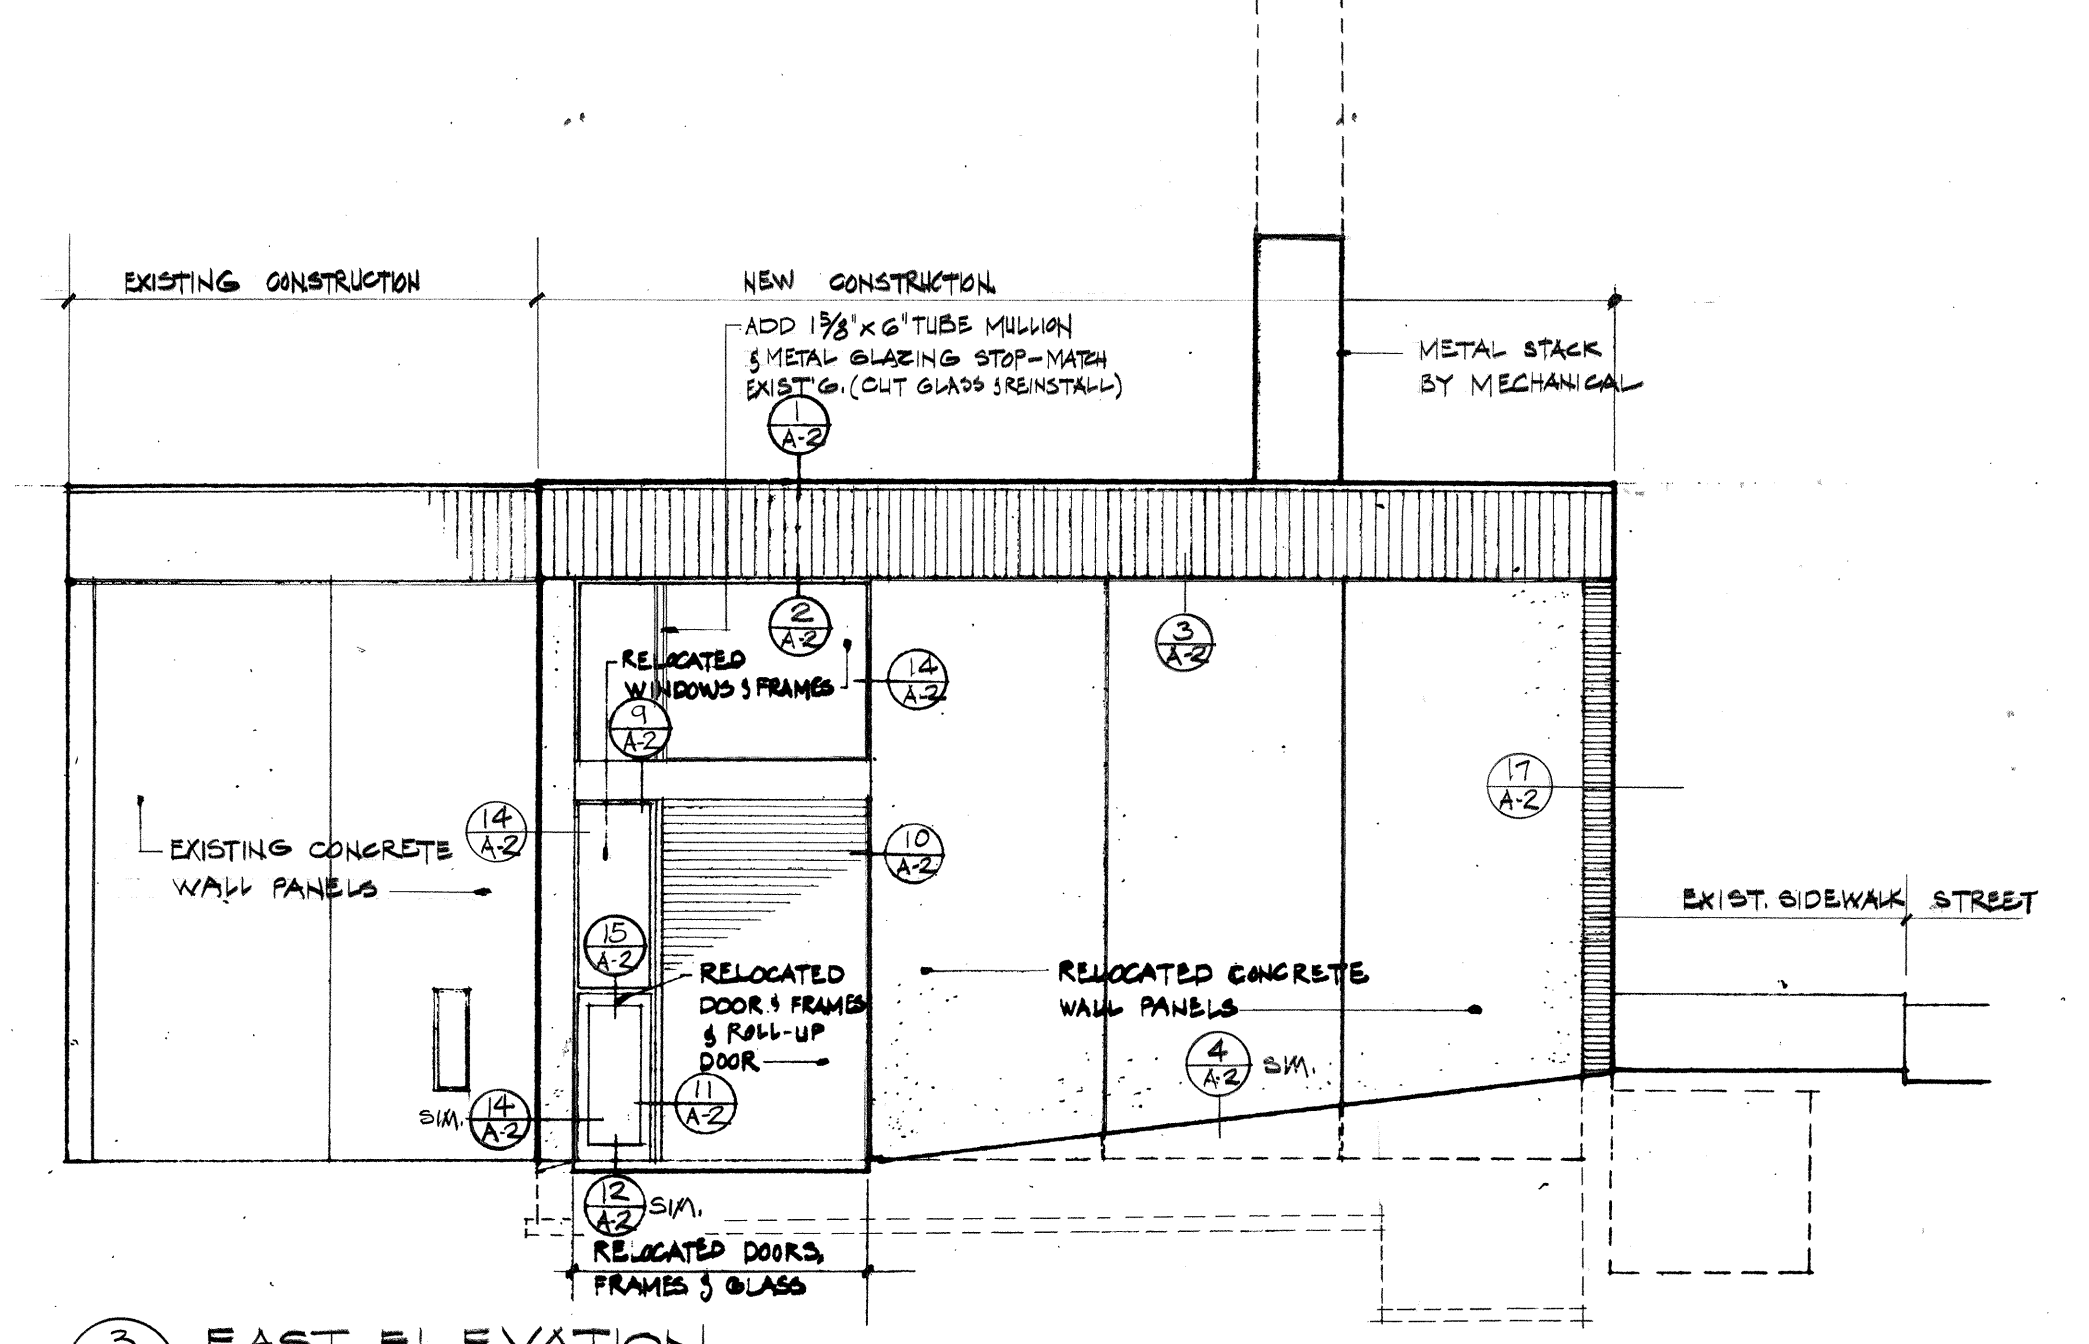 EXISTING CONSTRUCTION
NEW CONSTRUCTION
ADD 1 5/8" x 6" TUBE MULLION
& METAL GLAZING STOP-MATCH
EXIST'G. (CUT GLASS & REINSTALL)
METAL STACK
BY MECHANICAL
1
A-2
2
A-2
3
A-2
RELOCATED
WINDOWS & FRAMES
14
A-2
9
A-2
17
A-2
14
A-2
10
A-2
EXISTING CONCRETE
WALL PANELS
EXIST. SIDEWALK
STREET
15
A-2
RELOCATED
DOOR & FRAMES
& ROLL-UP
DOOR
RELOCATED CONCRETE
WALL PANELS
4
A-2
SIM.
11
A-2
SIM.
14
A-2
12
A-2
SIM.
RELOCATED DOORS,
FRAMES & GLASS
3
EAST ELEVATION